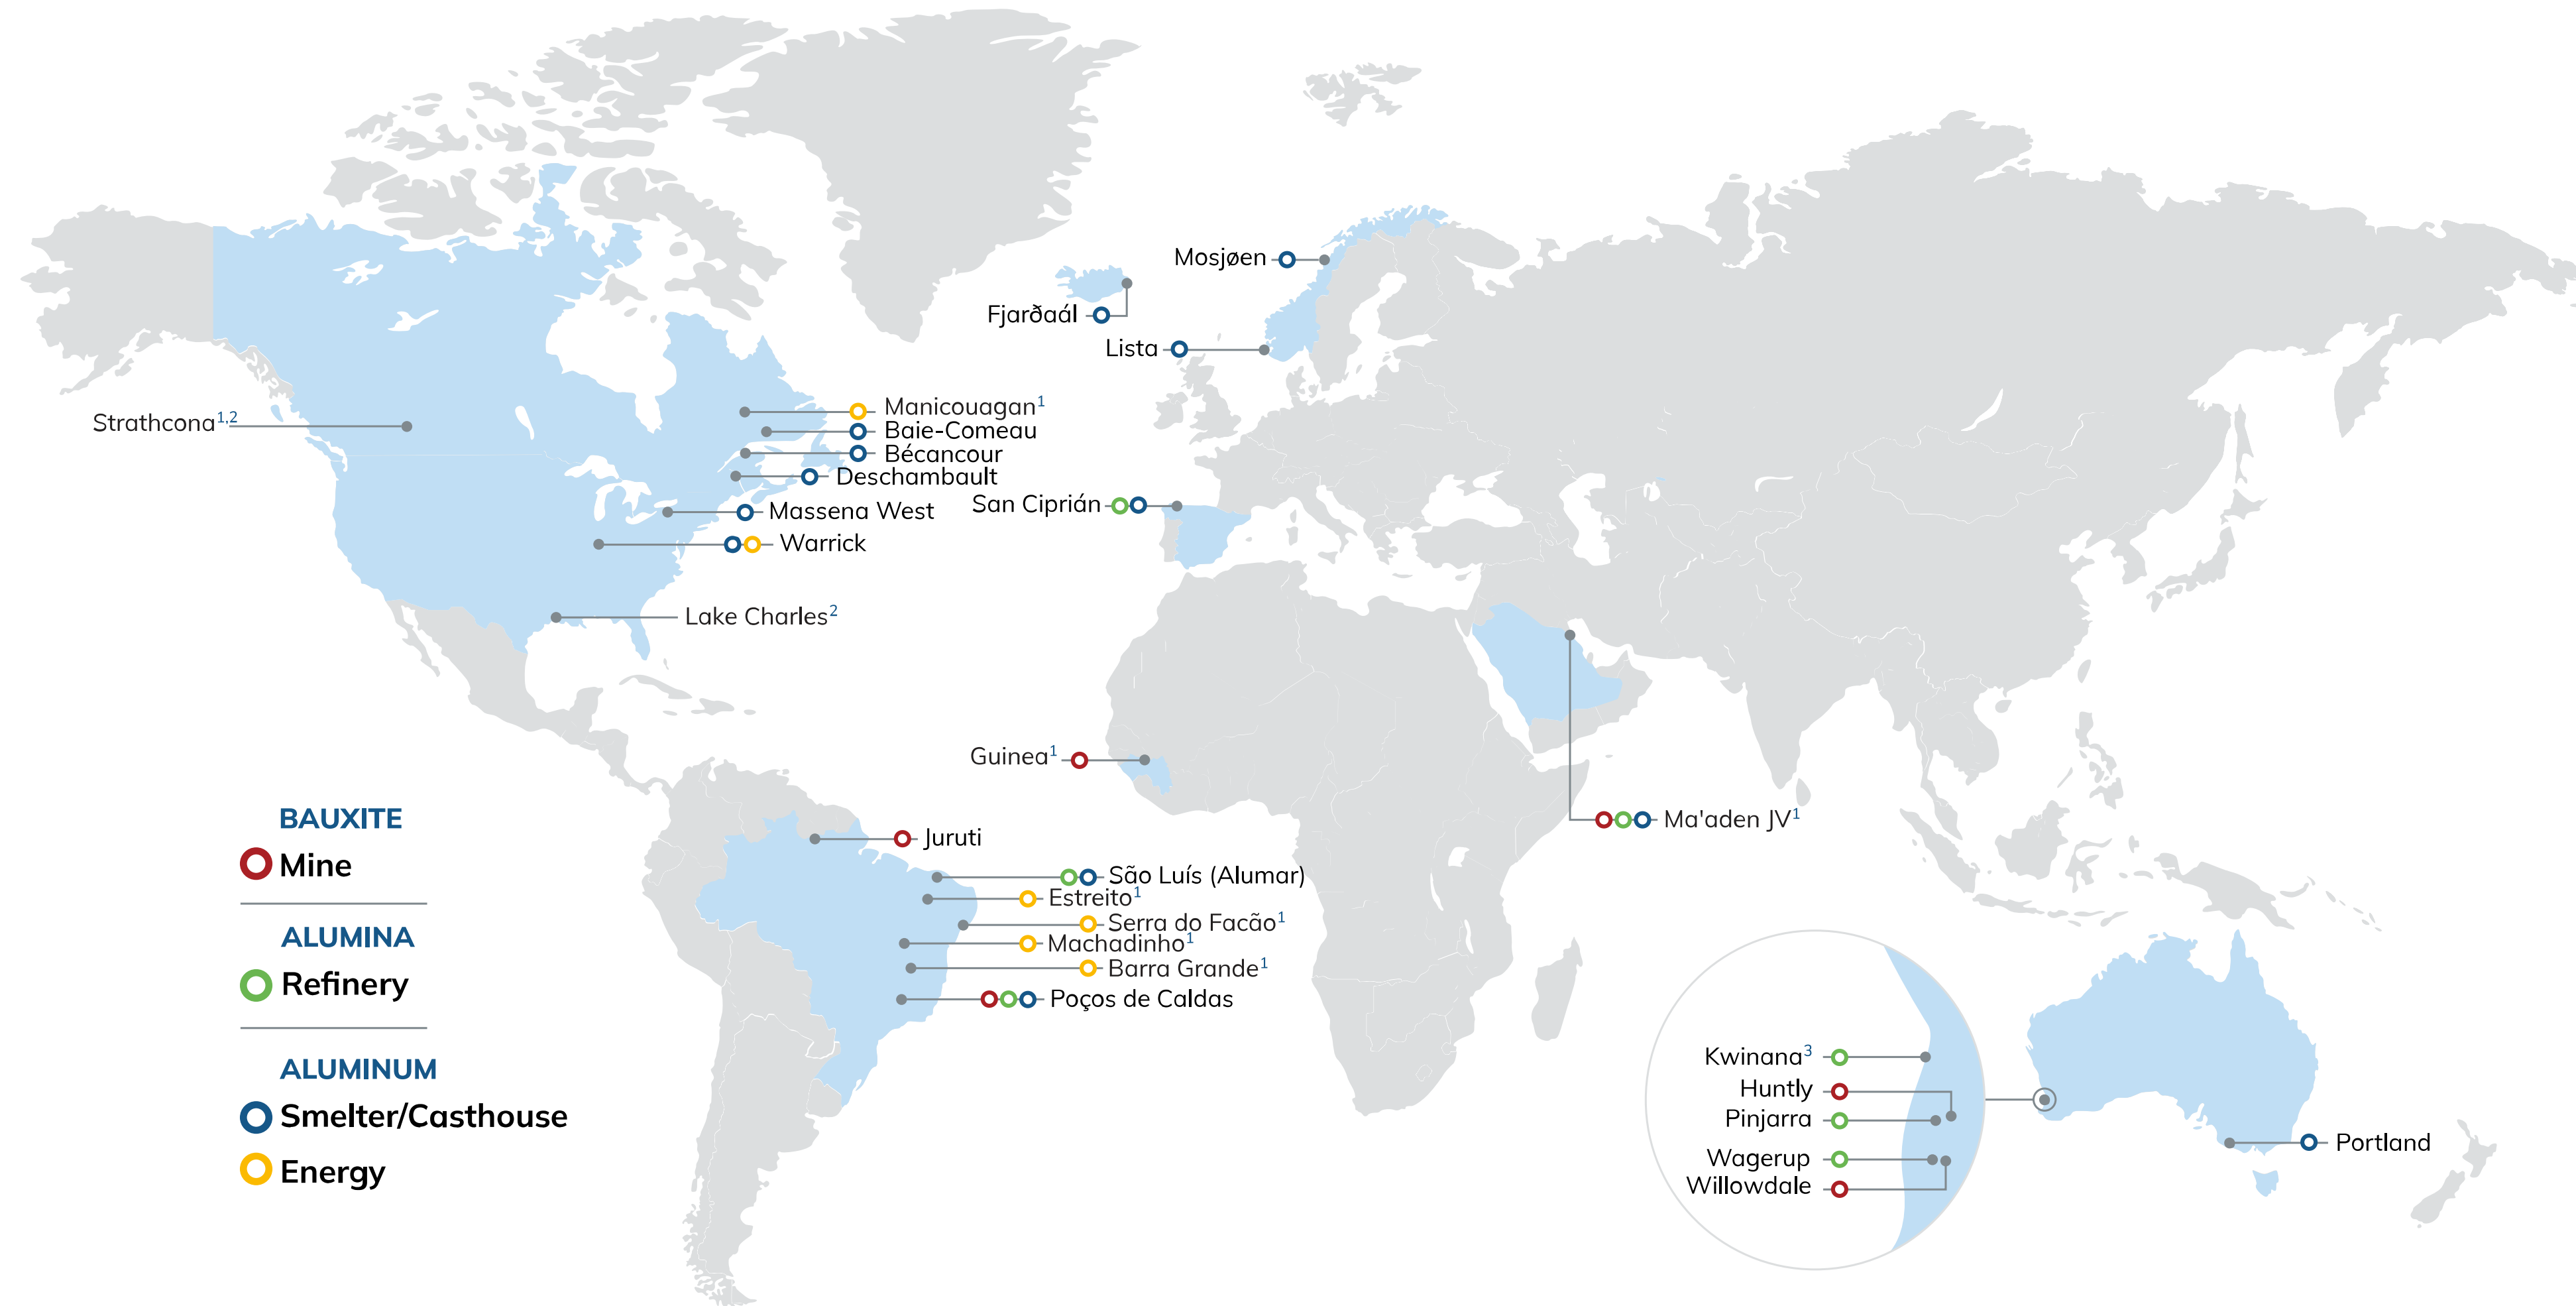 Mosjøen
Fjarðaál
Lista
Strathcona1,2
Manicouagan1
Baie-Comeau
Bécancour
Deschambault
Massena West
San Ciprián
Warrick
Lake Charles2
Guinea1
Ma'aden JV1
Juruti
São Luís (Alumar)
Estreito1
Serra do Facão1
Machadinho1
Barra Grande1
Poços de Caldas
BAUXITE
Mine
ALUMINA
Refinery
ALUMINUM
Smelter/Casthouse
Energy
Kwinana3
Huntly
Pinjarra
Wagerup
Willowdale
Portland